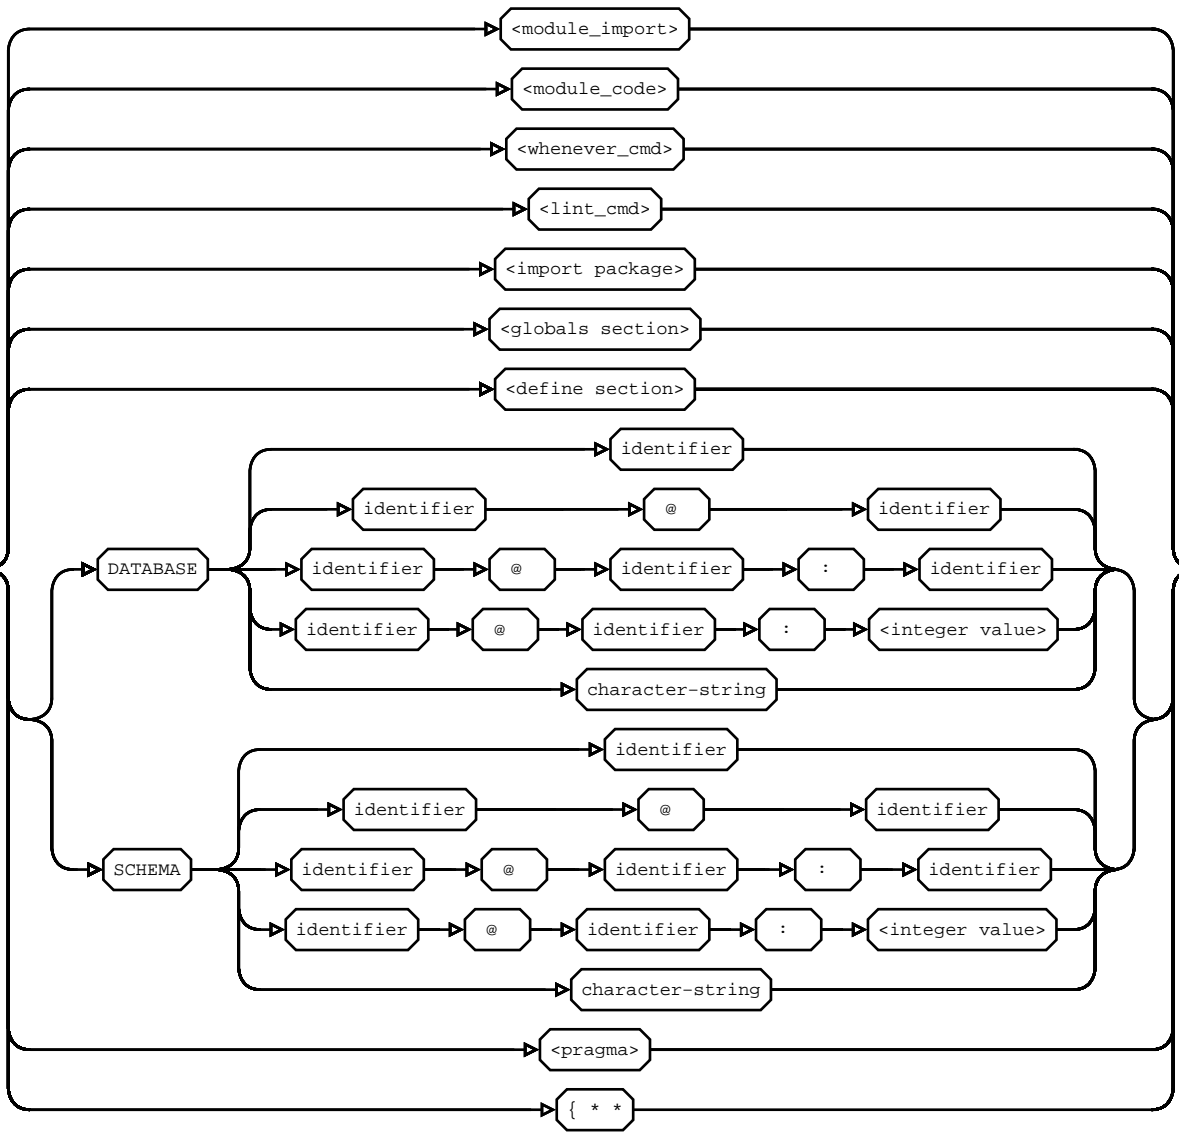 <module_import>
<module_code>
<whenever_cmd>
<lint_cmd>
<import package>
<globals section>
<define section>
identifier
identifier @ identifier
DATABASE identifier @ identifier : identifier
identifier @ identifier : <integer value>
character-string
identifier
identifier @ identifier
SCHEMA identifier @ identifier : identifier
identifier @ identifier : <integer value>
character-string
<pragma>
{ * *